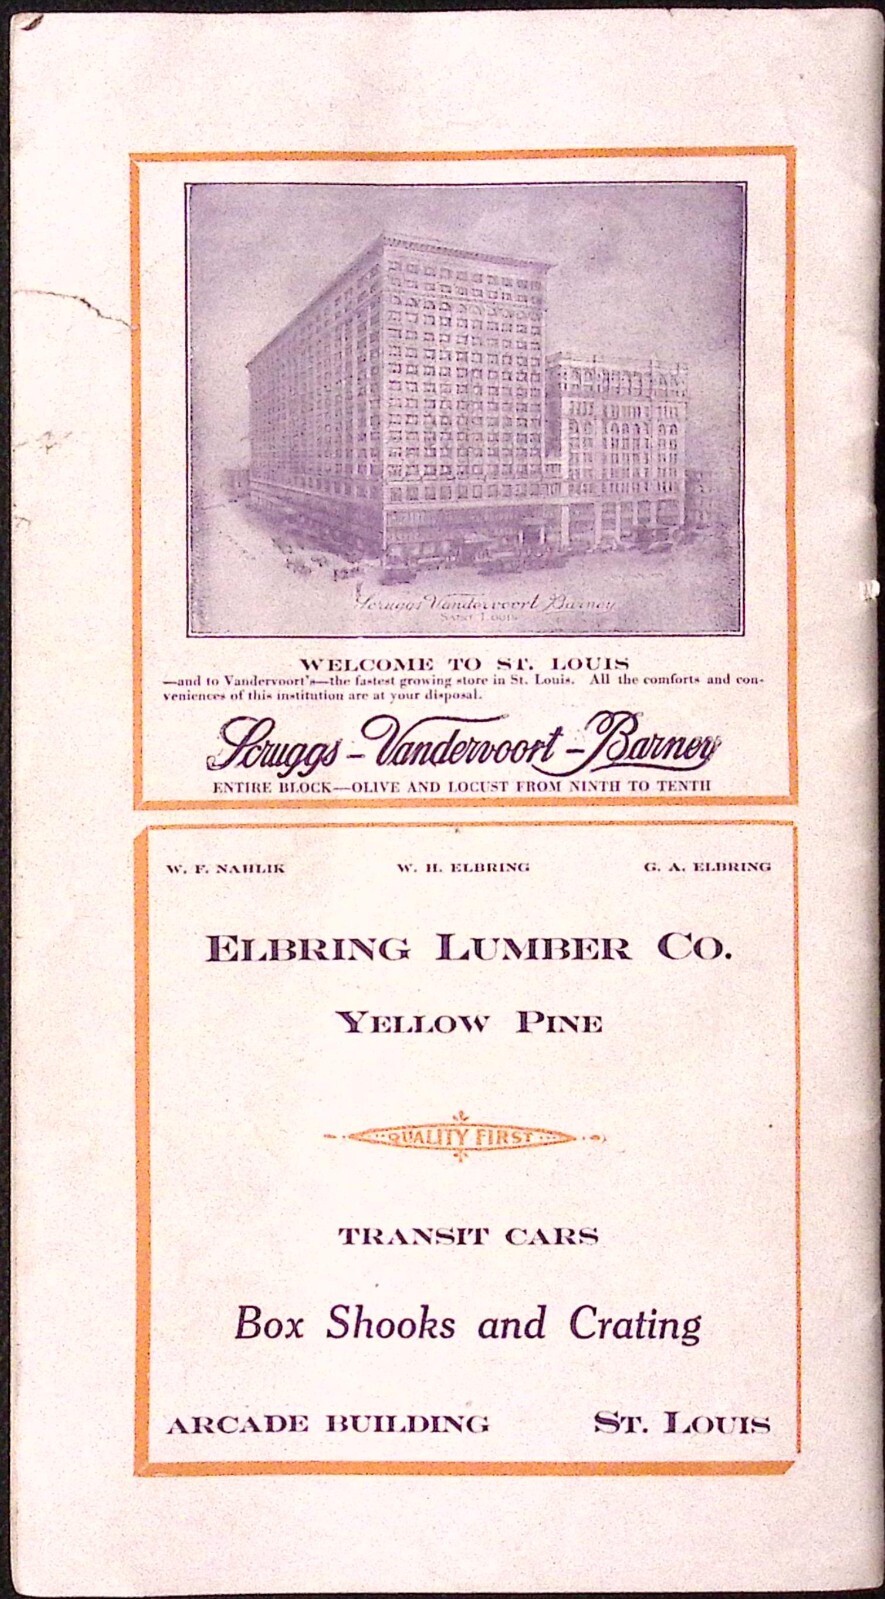 Scruggs Vandervoort Barney
SAINT LOUIS
WELCOME TO ST. LOUIS
—and to Vandervoort's—the fastest growing store in St. Louis. All the comforts and con-
veniences of this institution are at your disposal.
Scruggs-Vandervoort-Barney
ENTIRE BLOCK—OLIVE AND LOCUST FROM NINTH TO TENTH
W. F. NAHLIK W. H. ELBRING G. A. ELBRING
ELBRING LUMBER CO.
YELLOW PINE
QUALITY FIRST
TRANSIT CARS
Box Shooks and Crating
ARCADE BUILDING ST. LOUIS